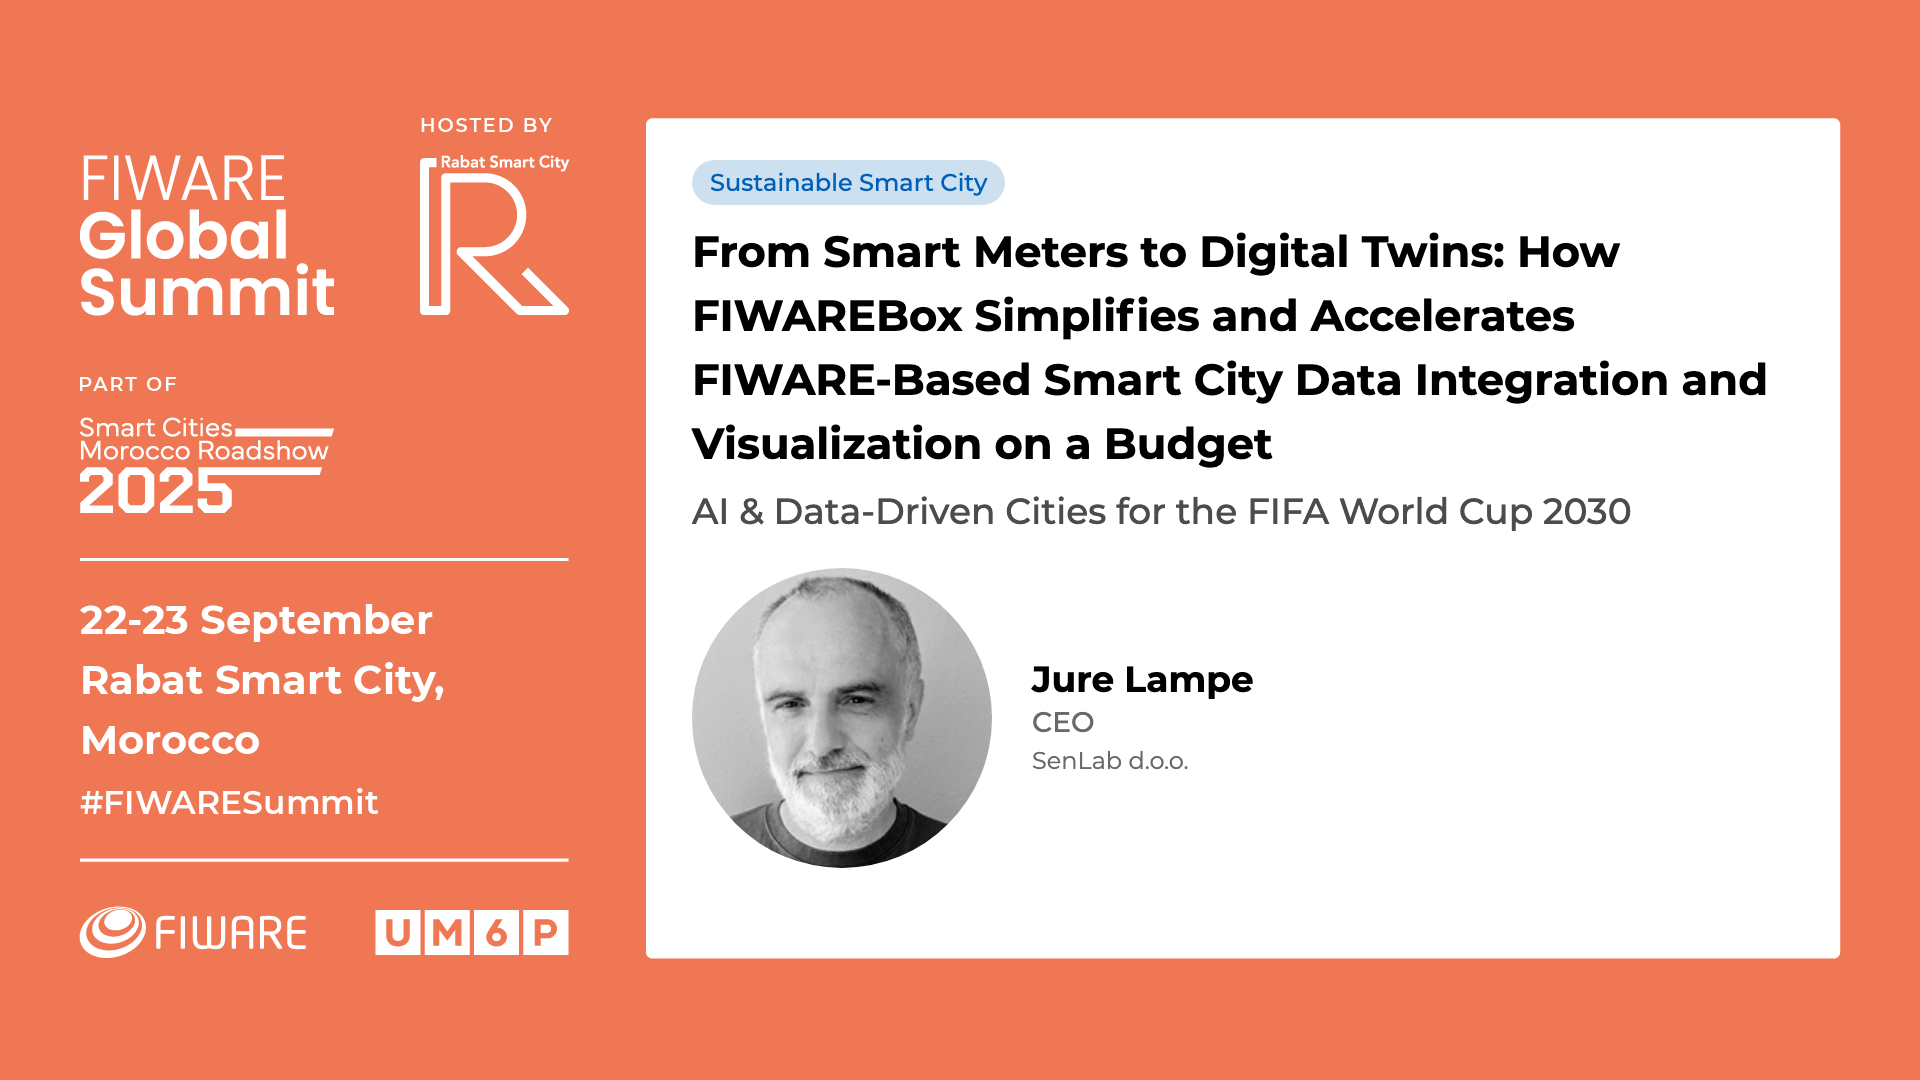 FIWARE
Global
Summit
HOSTED BY
Rabat Smart City
R
PART OF
Smart Cities
Morocco Roadshow
2025
22-23 September
Rabat Smart City,
Morocco
#FIWARESummit
FIWARE
UM6P
Sustainable Smart City
From Smart Meters to Digital Twins: How
FIWAREBox Simplifies and Accelerates
FIWARE-Based Smart City Data Integration and
Visualization on a Budget
AI & Data-Driven Cities for the FIFA World Cup 2030
Jure Lampe
CEO
SenLab d.o.o.